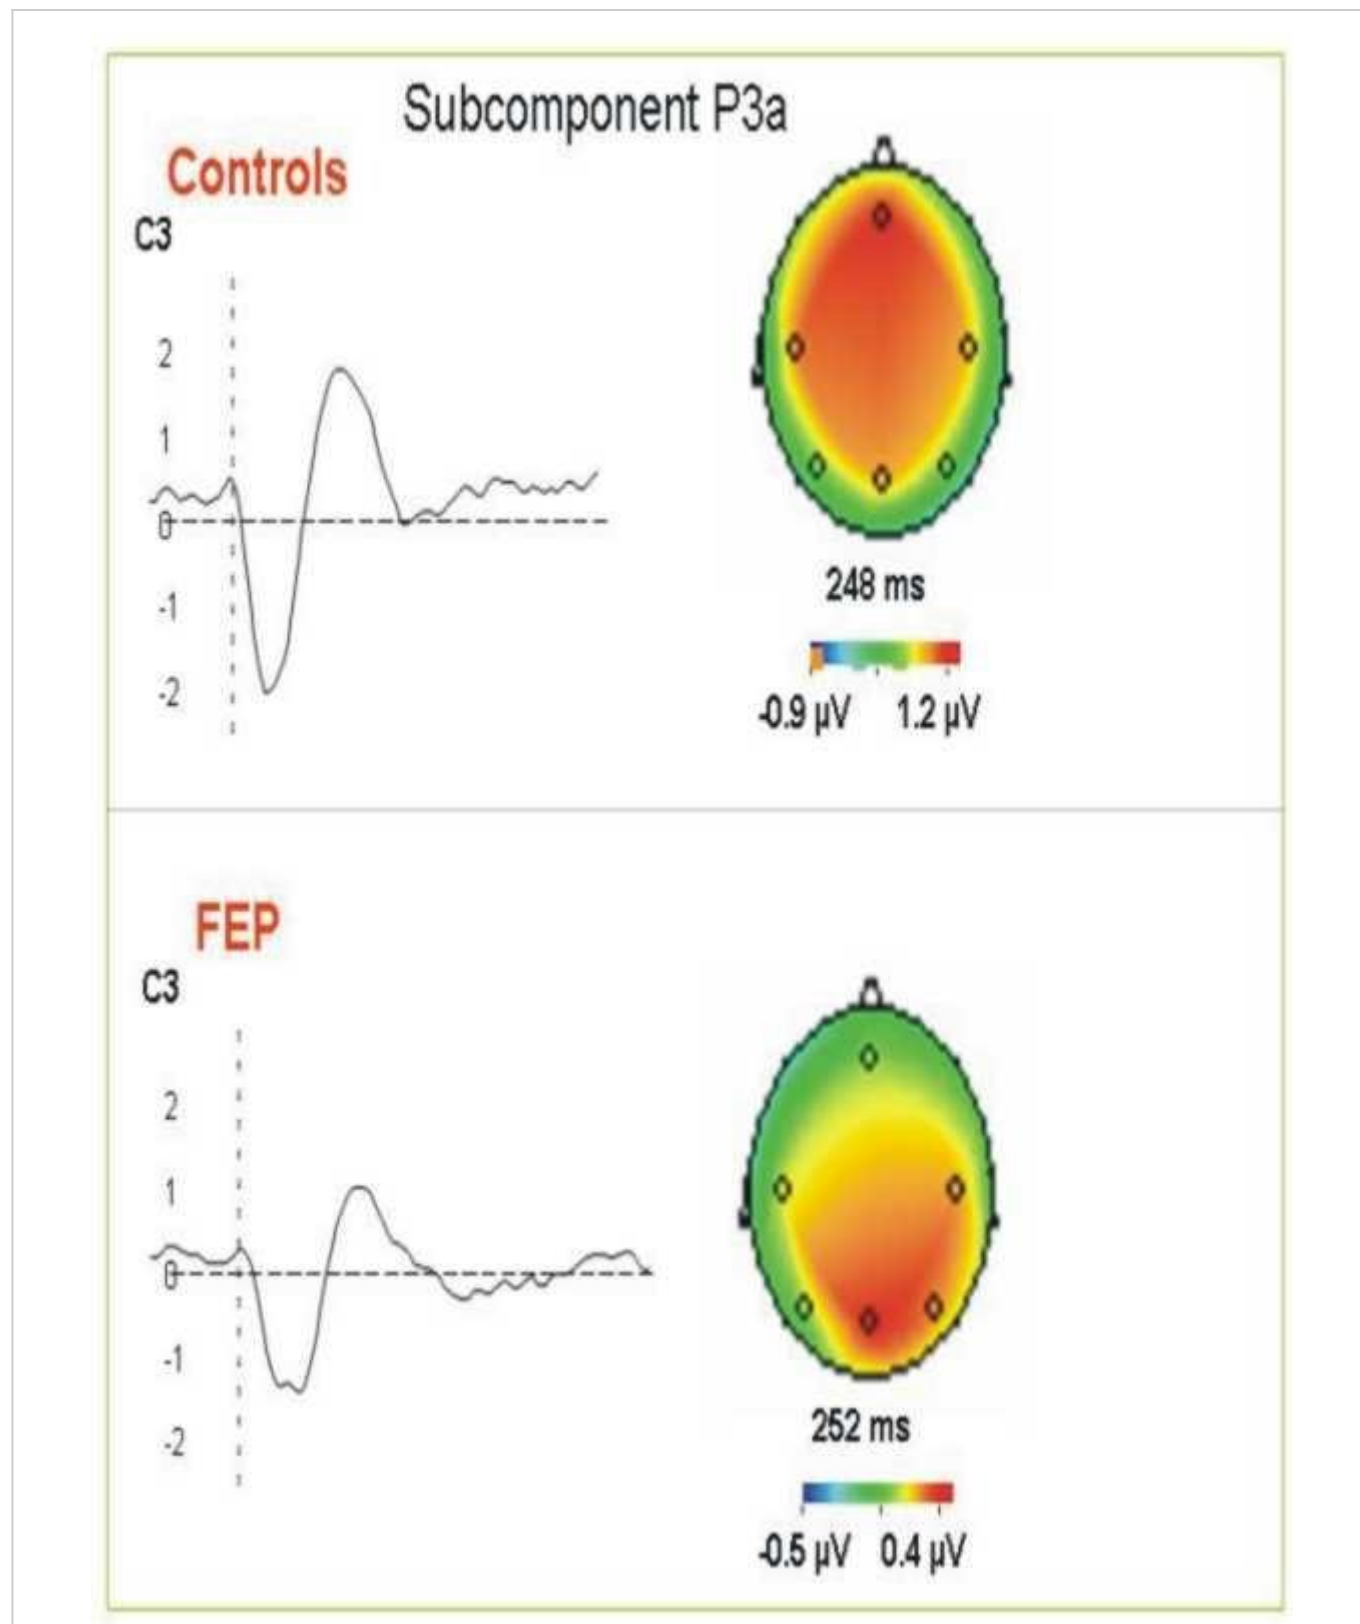 Subcomponent P3a
Controls
C3
2
1
0
-1
-2
248 ms
-0.9 µV 1.2 µV
FEP
C3
2
1
0
-1
-2
252 ms
-0.5 µV 0.4 µV